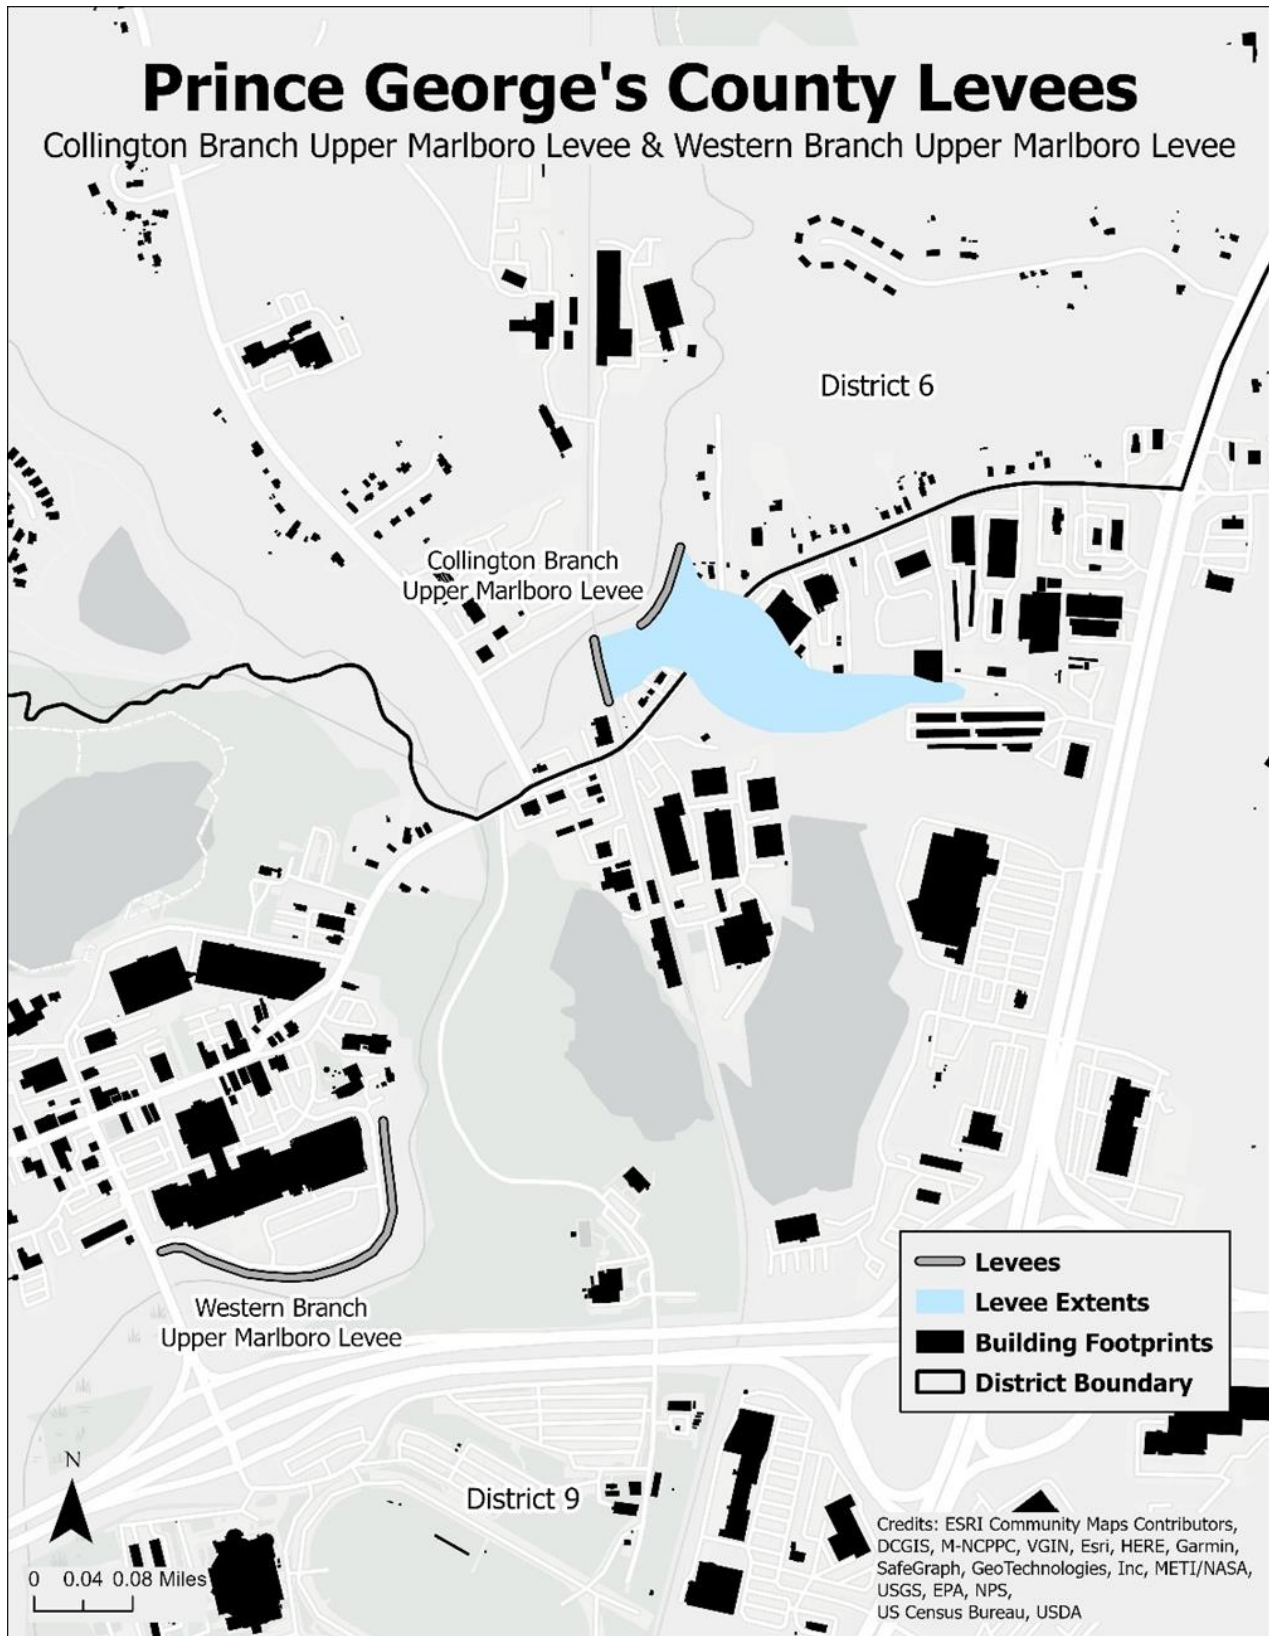 Prince George's County Levees
Collington Branch Upper Marlboro Levee & Western Branch Upper Marlboro Levee
District 6
Collington Branch
Upper Marlboro Levee
Western Branch
Upper Marlboro Levee
Levees
Levee Extents
Building Footprints
District Boundary
N
District 9
0 0.04 0.08 Miles
Credits: ESRI Community Maps Contributors,
DCGIS, M-NCPPC, VGIN, Esri, HERE, Garmin,
SafeGraph, GeoTechnologies, Inc, METI/NASA,
USGS, EPA, NPS,
US Census Bureau, USDA